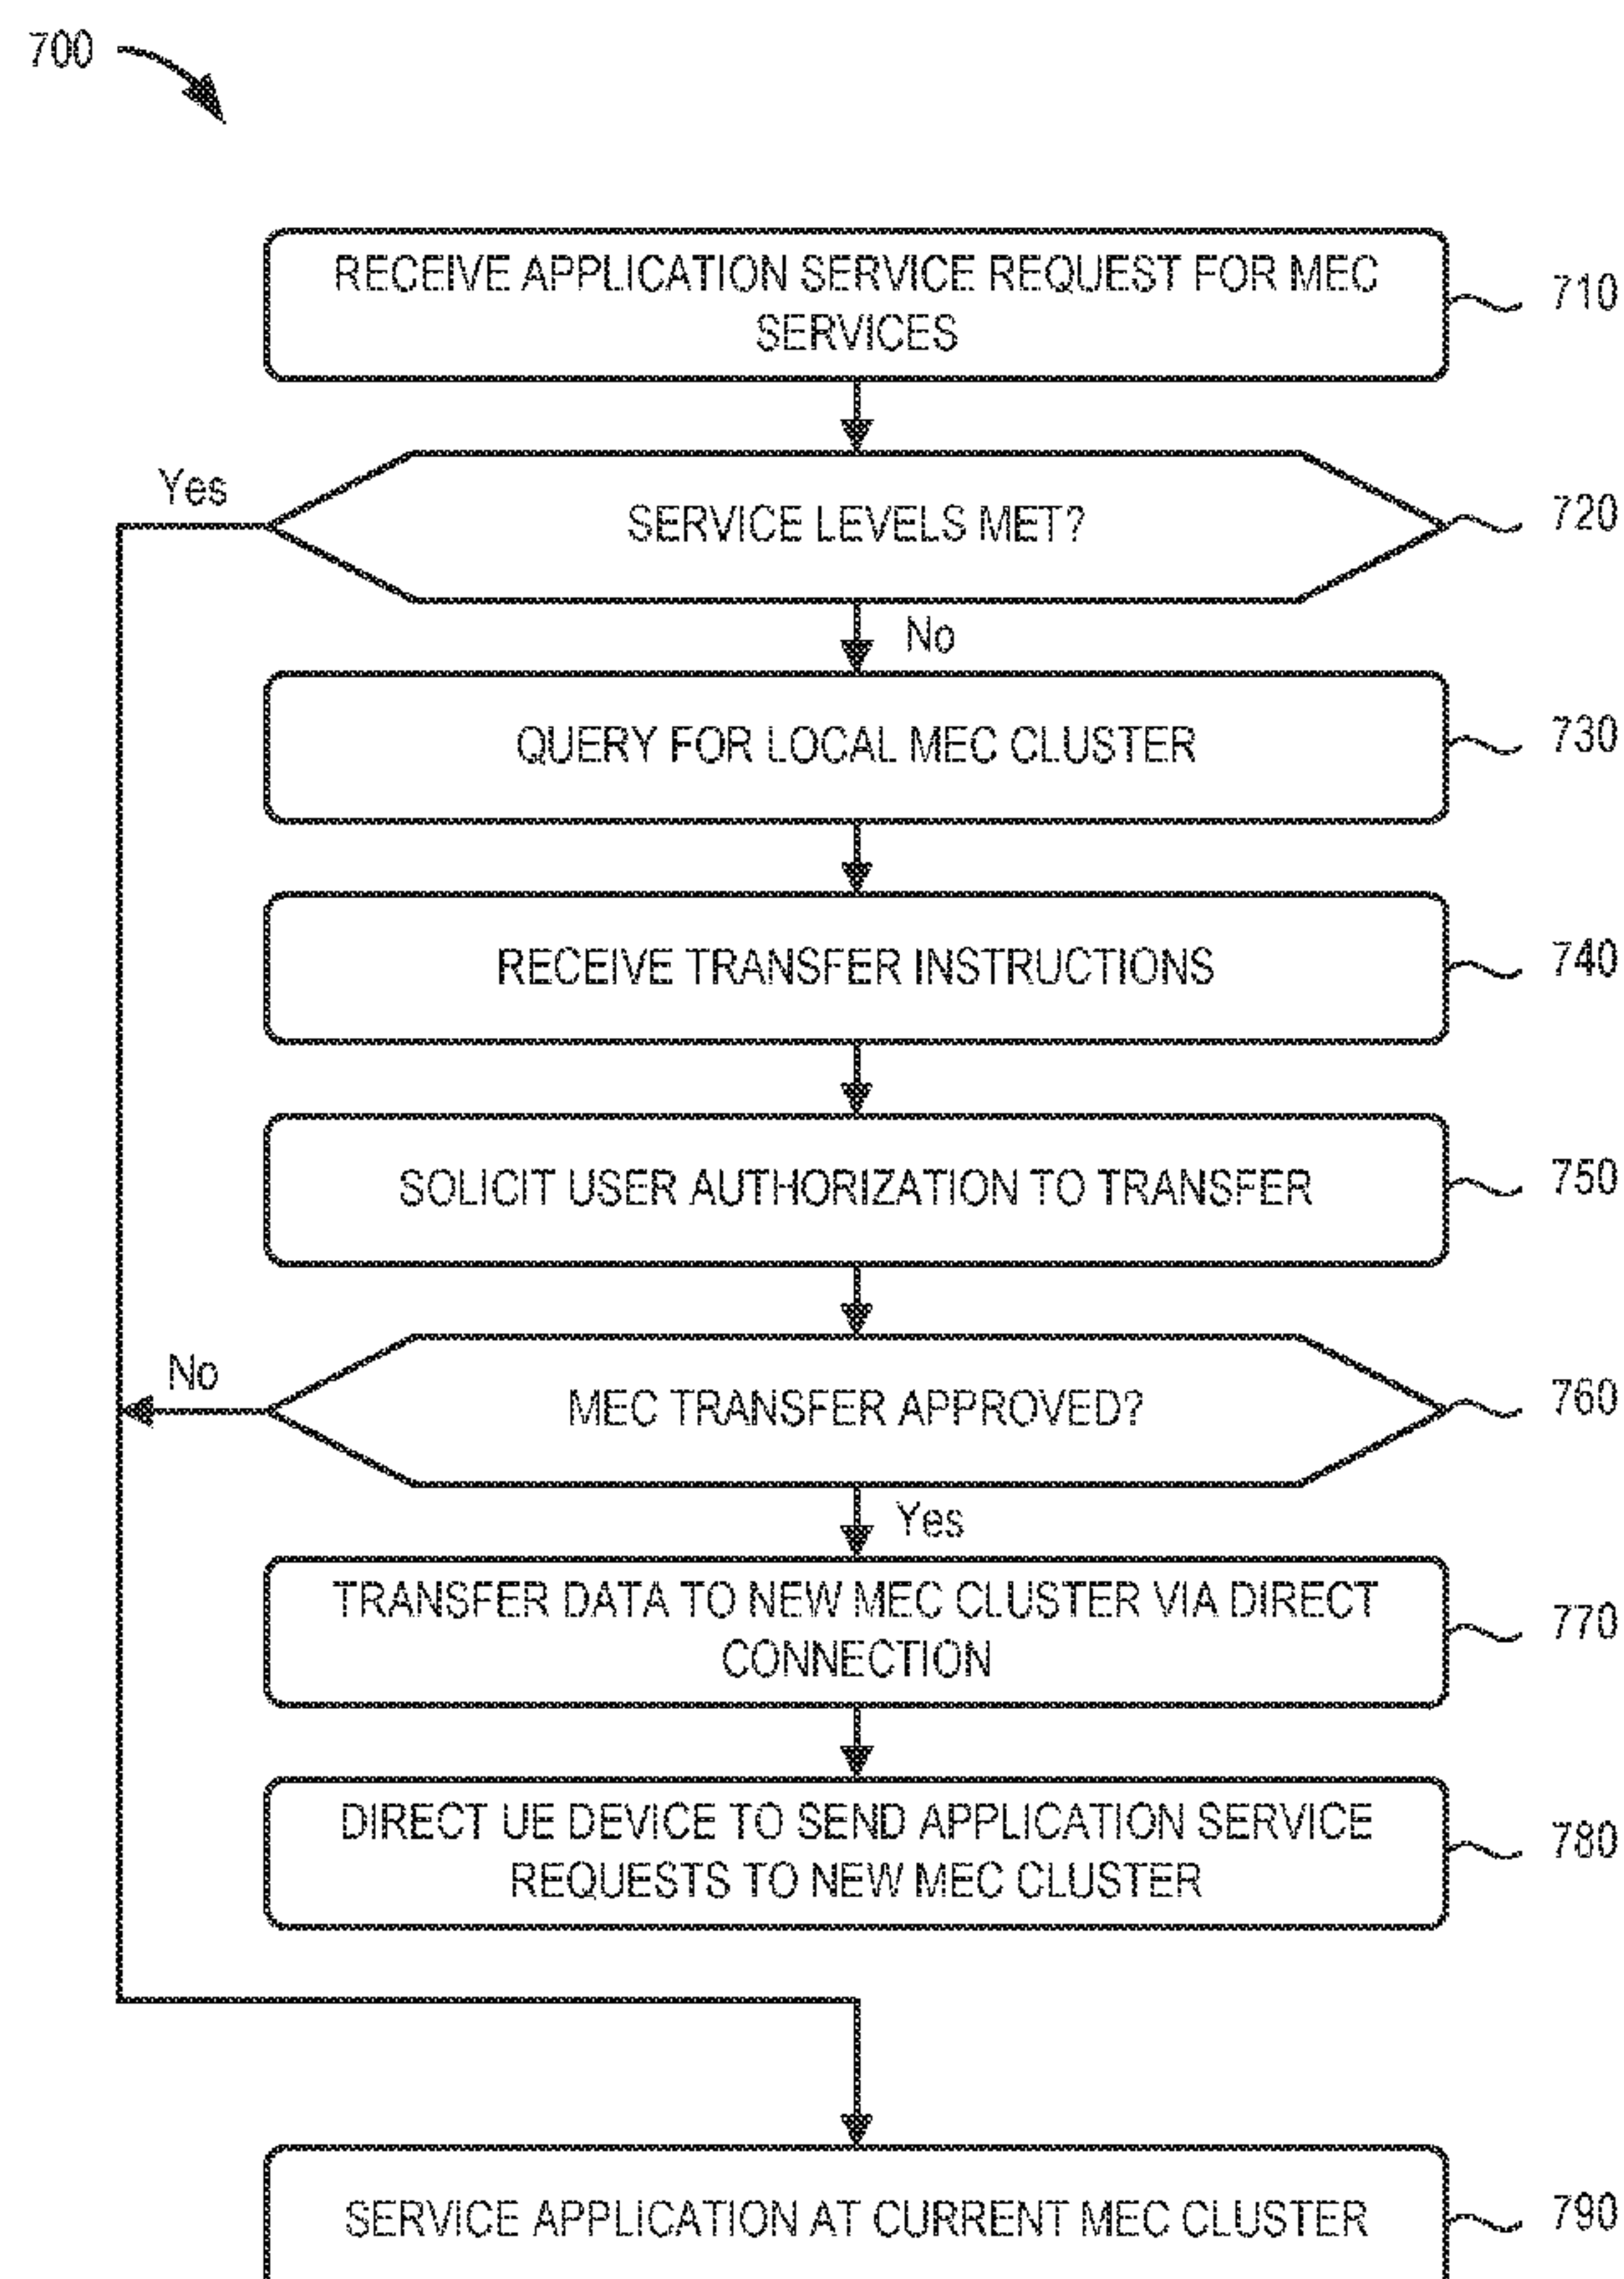 700
RECEIVE APPLICATION SERVICE REQUEST FOR MEC
SERVICES
710
Yes
SERVICE LEVELS MET?
720
No
QUERY FOR LOCAL MEC CLUSTER
730
RECEIVE TRANSFER INSTRUCTIONS
740
SOLICIT USER AUTHORIZATION TO TRANSFER
750
No
MEC TRANSFER APPROVED?
760
Yes
TRANSFER DATA TO NEW MEC CLUSTER VIA DIRECT
CONNECTION
770
DIRECT UE DEVICE TO SEND APPLICATION SERVICE
REQUESTS TO NEW MEC CLUSTER
780
SERVICE APPLICATION AT CURRENT MEC CLUSTER
790